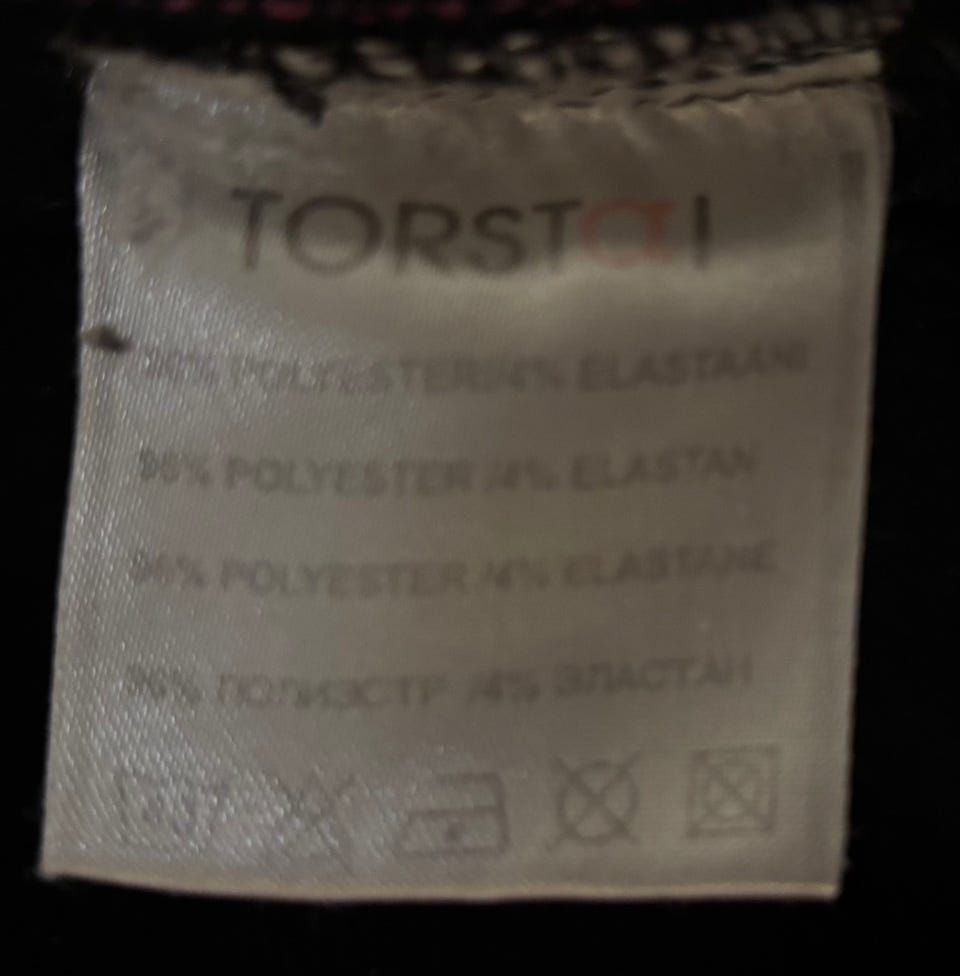 TORSTaI
96% POLYESTERI/4% ELASTAANI
96% POLYESTER /4% ELASTAN
96% POLYESTER /4% ELASTANE
96% ПОЛИЭСТР /4% ЭЛАСТАН